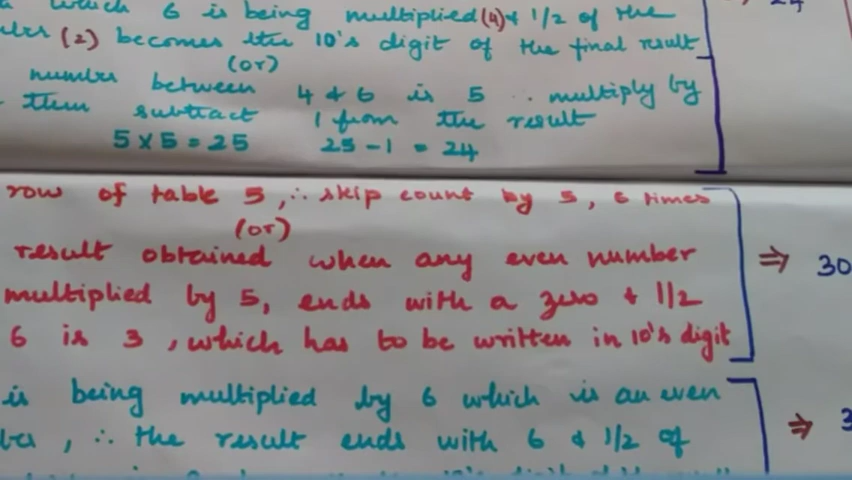 which 6 is being multiplied (4) & 1/2 of the
(2) becomes the 10's digit of the final result
(or)
number between 4 & 6 is 5 ∴ multiply by
then subtract 1 from the result
5 x 5 = 25 25 - 1 = 24
⇒ 24
row of table 5, ∴ skip count by 5, 6 times
(or)
result obtained when any even number
multiplied by 5, ends with a zero & 1/2
6 is 3, which has to be written in 10's digit
⇒ 30
is being multiplied by 6 which is an even
∴ the result ends with 6 & 1/2 of
⇒ 3